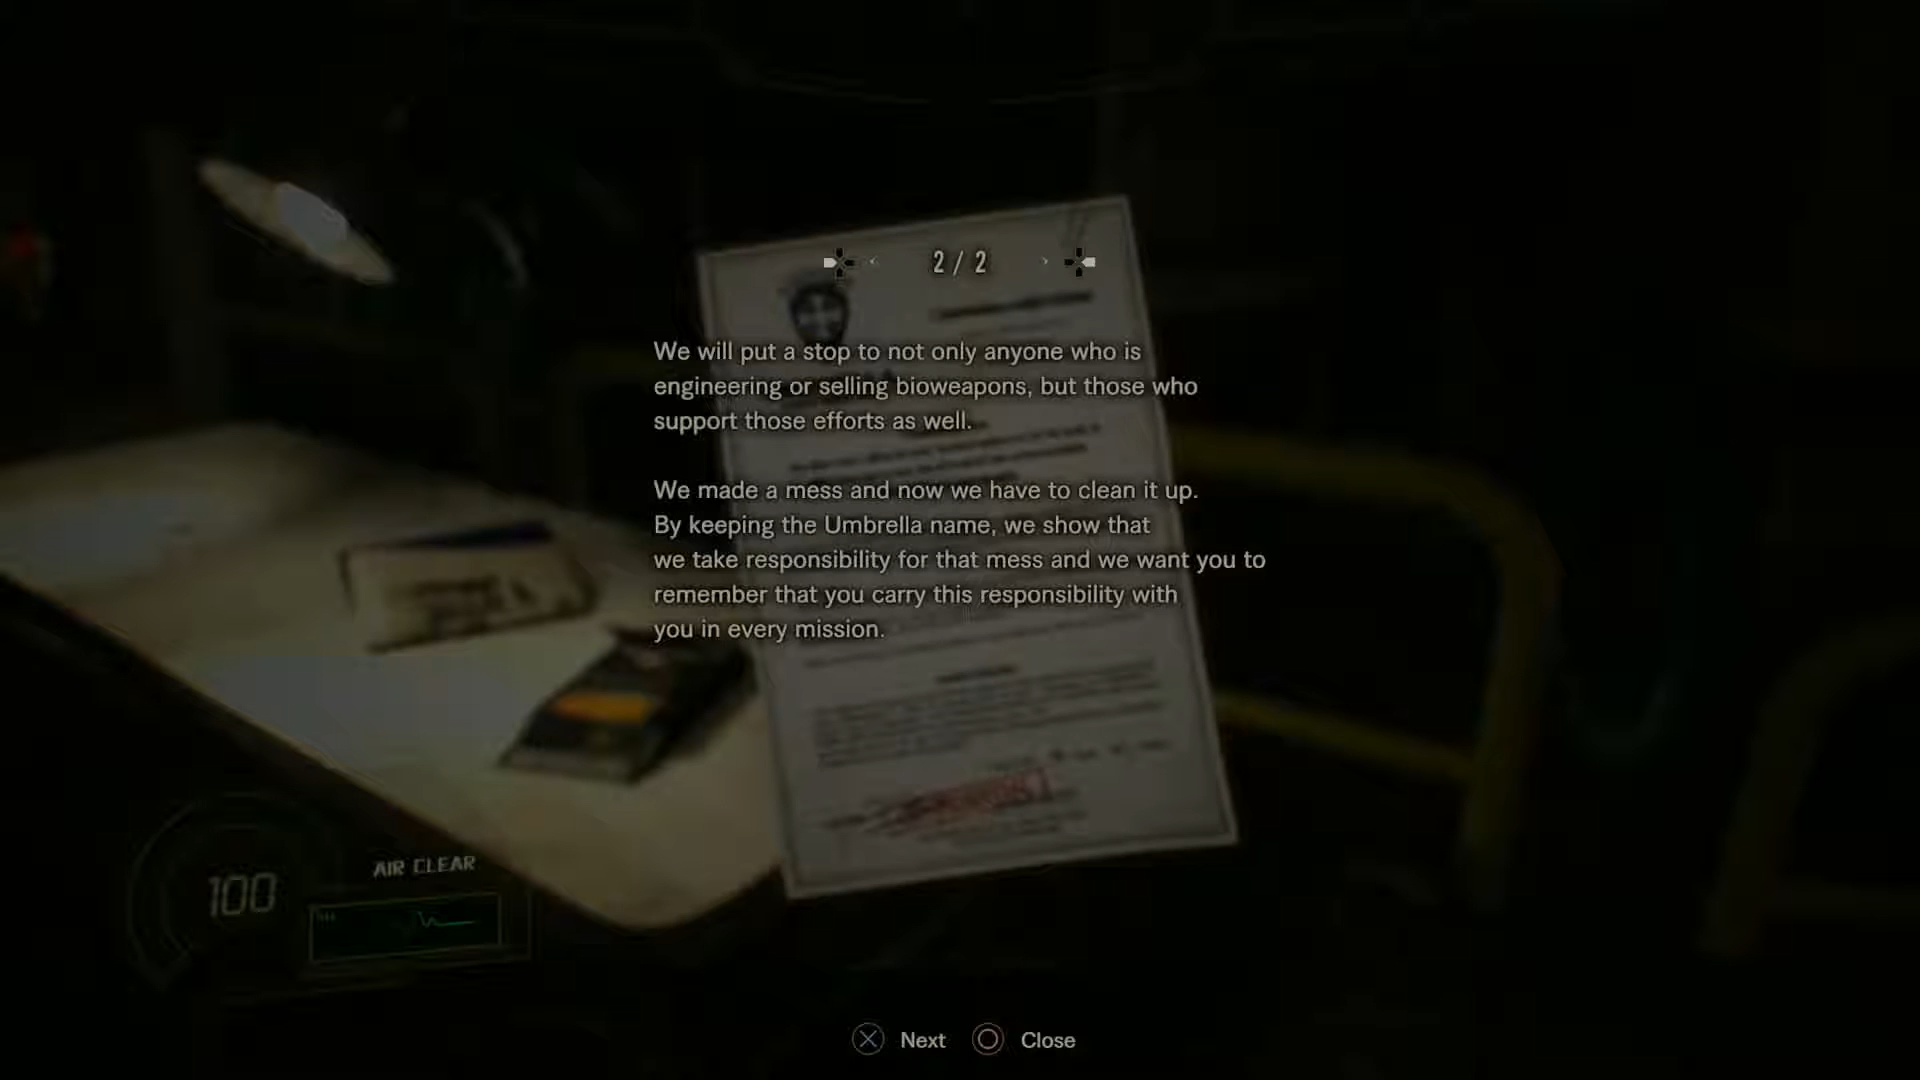 2 / 2
We will put a stop to not only anyone who is
engineering or selling bioweapons, but those who
support those efforts as well.
We made a mess and now we have to clean it up.
By keeping the Umbrella name, we show that
we take responsibility for that mess and we want you to
remember that you carry this responsibility with
you in every mission.
AIR CLEAR
100
Next
Close